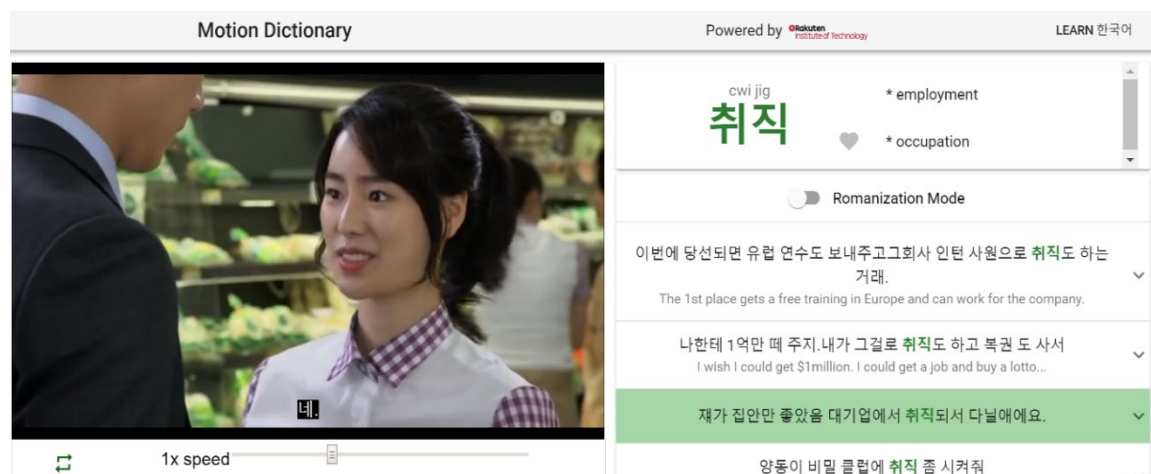 Motion Dictionary
Powered by Rakuten
Institute of Technology
LEARN 한국어
네.
1x speed
cwi jig
취직
* employment
* occupation
Romanization Mode
이번에 당선되면 유럽 연수도 보내주고그회사 인턴 사원으로 취직도 하는
거래.
The 1st place gets a free training in Europe and can work for the company.
나한테 1억만 떼 주지.내가 그걸로 취직도 하고 복권 도 사서
I wish I could get $1million. I could get a job and buy a lotto...
쟤가 집안만 좋았음 대기업에서 취직되서 다닐애에요.
양동이 비밀 클럽에 취직 좀 시켜줘